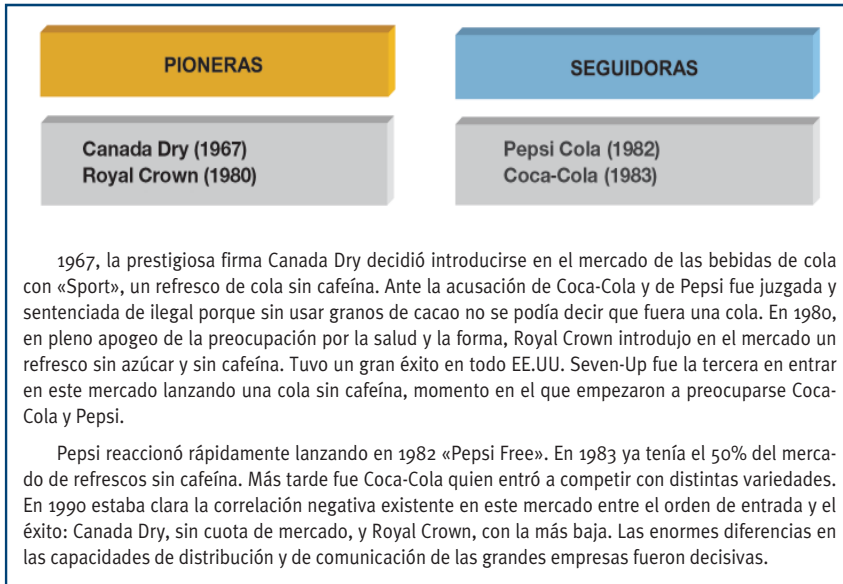 PIONERAS
SEGUIDORAS
Canada Dry (1967)
Royal Crown (1980)
Pepsi Cola (1982)
Coca-Cola (1983)
1967, la prestigiosa firma Canada Dry decidió introducirse en el mercado de las bebidas de cola
con «Sport», un refresco de cola sin cafeína. Ante la acusación de Coca-Cola y de Pepsi fue juzgada y
sentenciada de ilegal porque sin usar granos de cacao no se podía decir que fuera una cola. En 1980,
en pleno apogeo de la preocupación por la salud y la forma, Royal Crown introdujo en el mercado un
refresco sin azúcar y sin cafeína. Tuvo un gran éxito en todo EE.UU. Seven-Up fue la tercera en entrar
en este mercado lanzando una cola sin cafeína, momento en el que empezaron a preocuparse Coca-
Cola y Pepsi.
Pepsi reaccionó rápidamente lanzando en 1982 «Pepsi Free». En 1983 ya tenía el 50% del merca-
do de refrescos sin cafeína. Más tarde fue Coca-Cola quien entró a competir con distintas variedades.
En 1990 estaba clara la correlación negativa existente en este mercado entre el orden de entrada y el
éxito: Canada Dry, sin cuota de mercado, y Royal Crown, con la más baja. Las enormes diferencias en
las capacidades de distribución y de comunicación de las grandes empresas fueron decisivas.